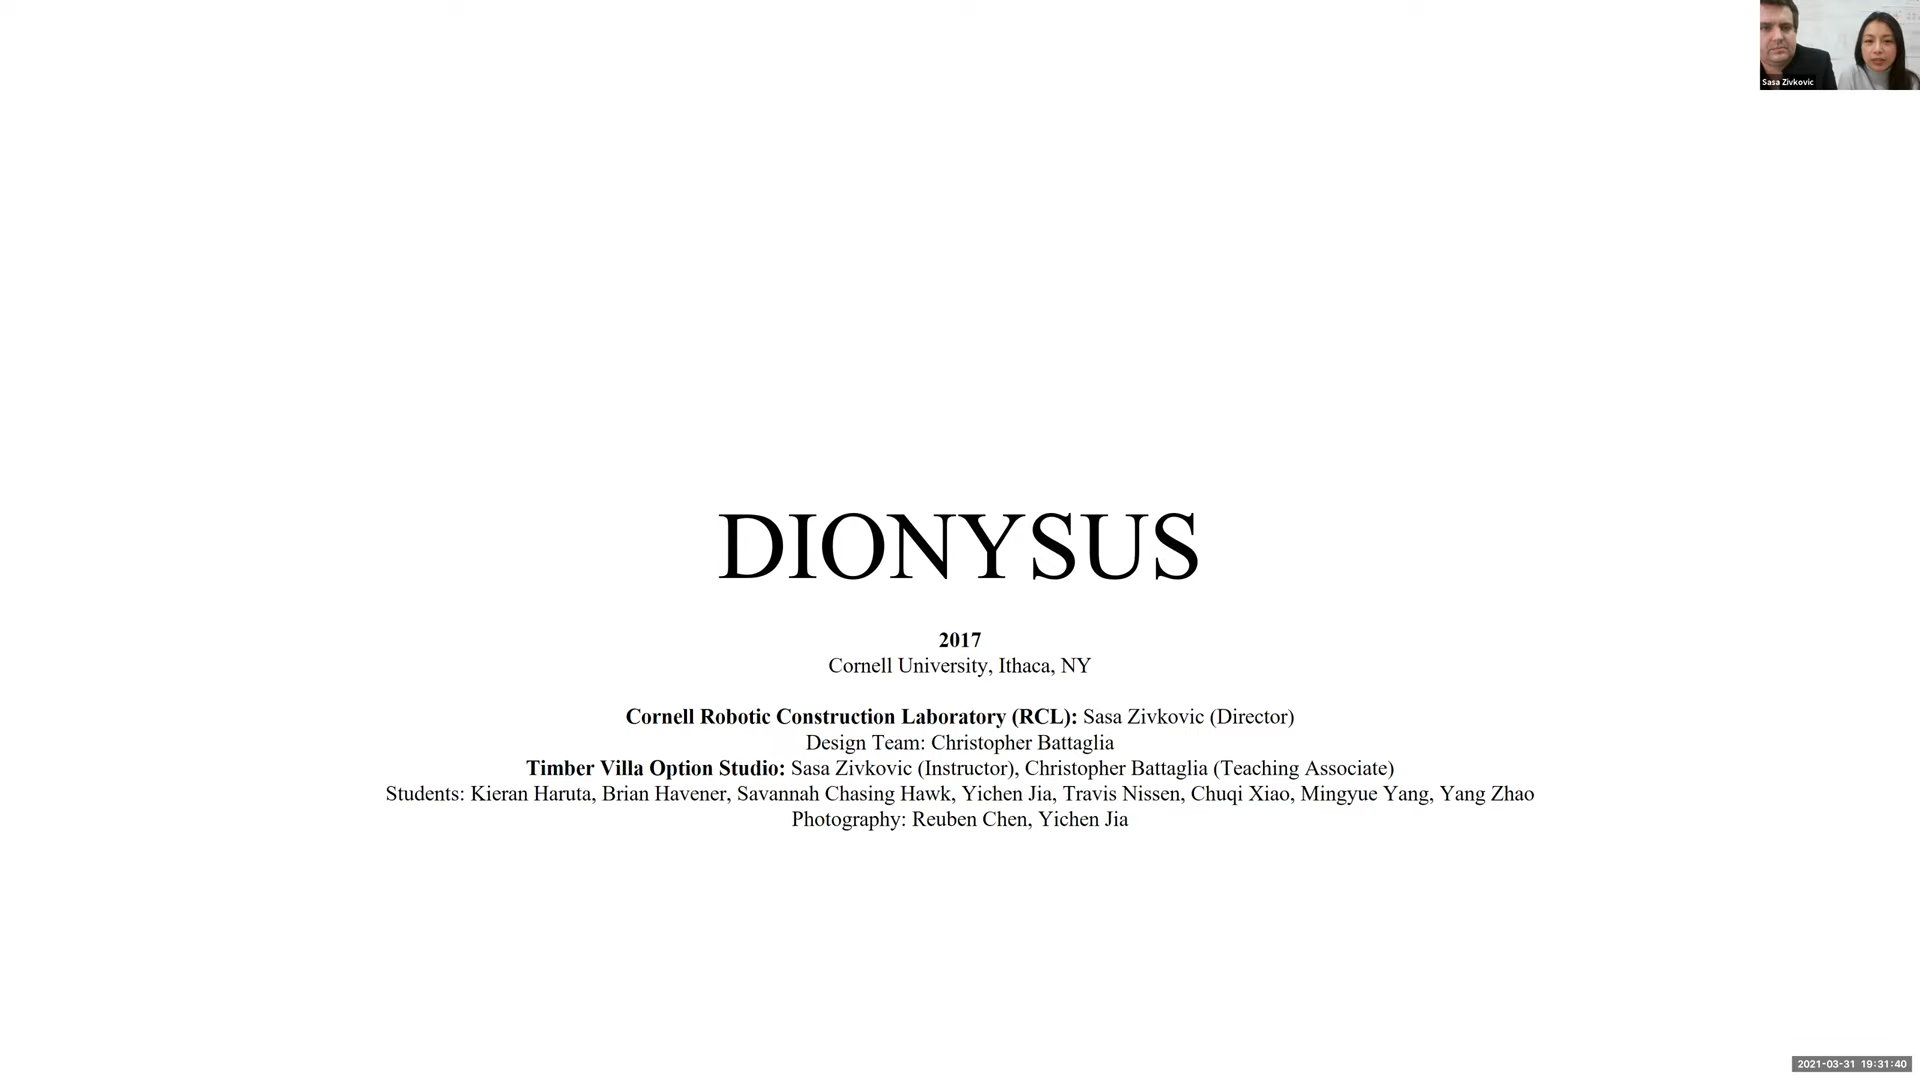 Sasa Zivkovic
DIONYSUS
2017
Cornell University, Ithaca, NY
Cornell Robotic Construction Laboratory (RCL): Sasa Zivkovic (Director)
Design Team: Christopher Battaglia
Timber Villa Option Studio: Sasa Zivkovic (Instructor), Christopher Battaglia (Teaching Associate)
Students: Kieran Haruta, Brian Havener, Savannah Chasing Hawk, Yichen Jia, Travis Nissen, Chuqi Xiao, Mingyue Yang, Yang Zhao
Photography: Reuben Chen, Yichen Jia
2021-03-31 19:31:40